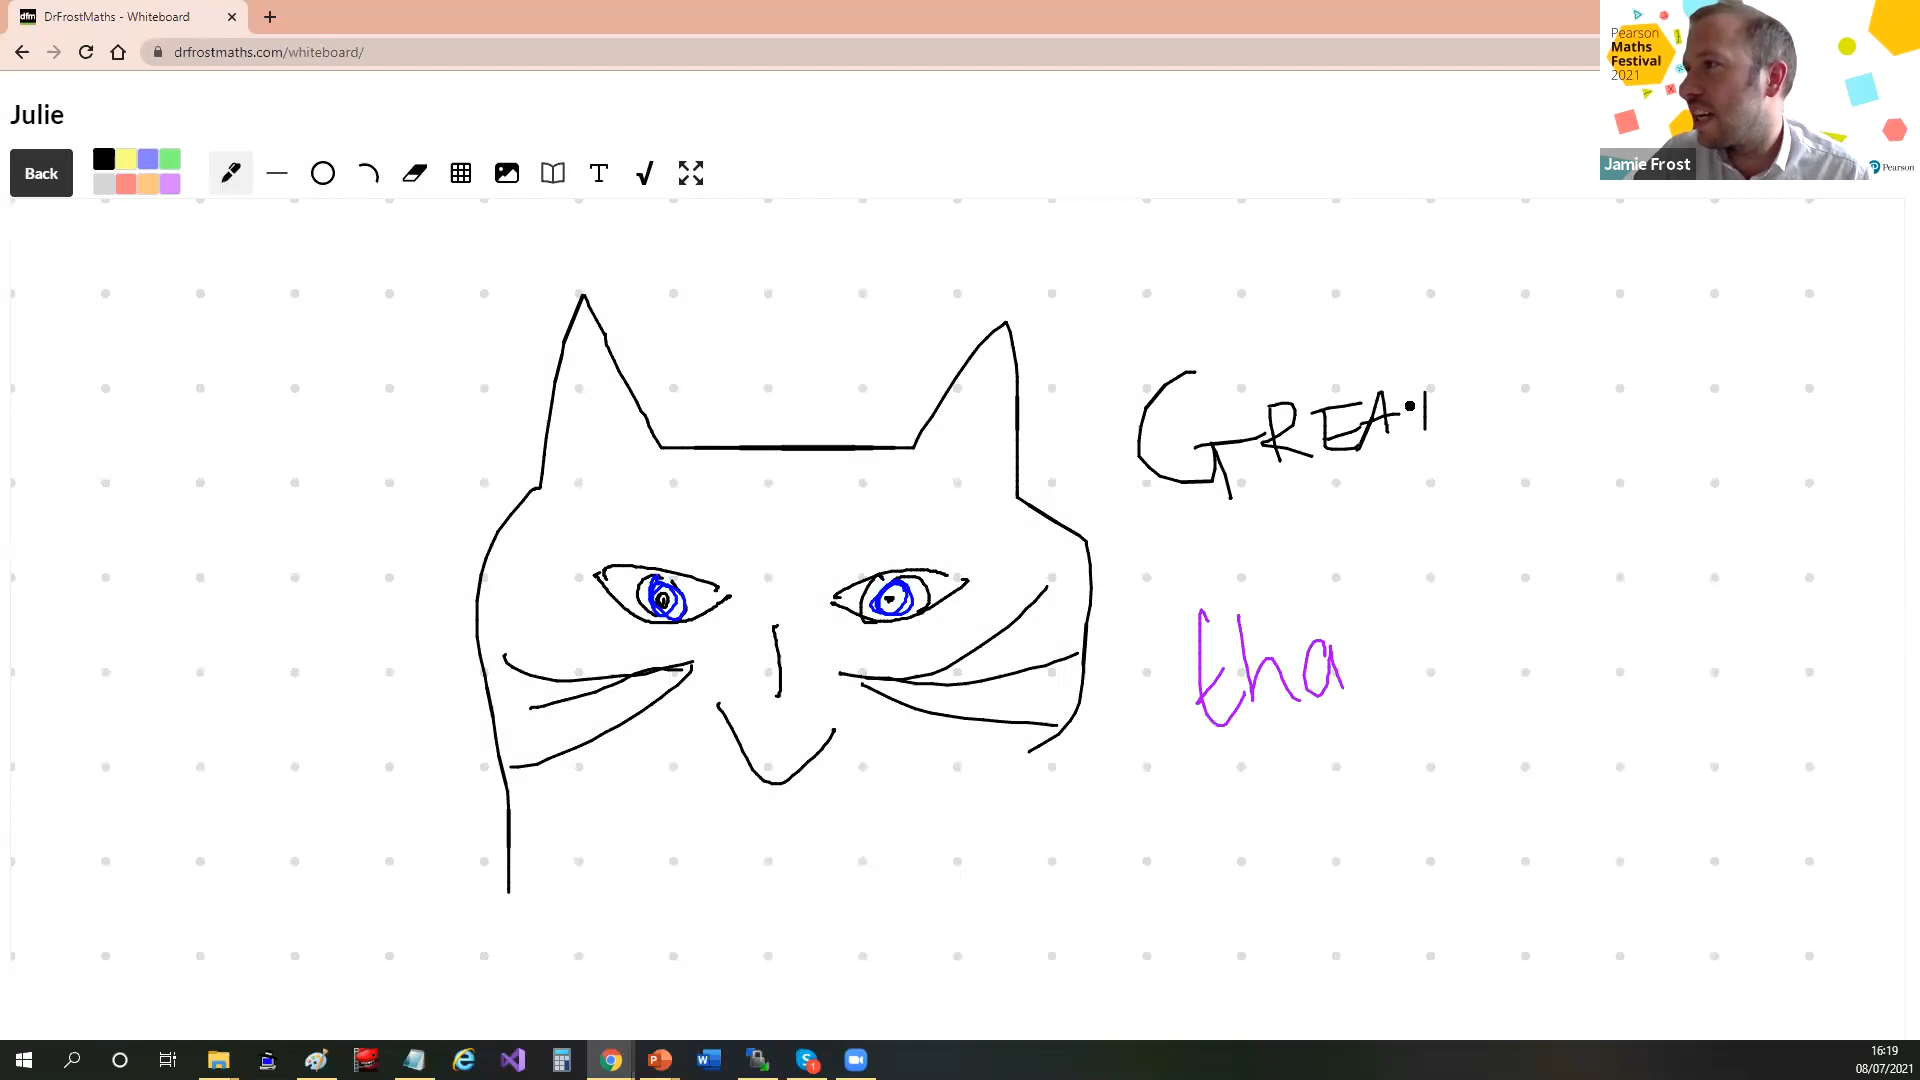 DrFrostMaths - Whiteboard
drfrostmaths.com/whiteboard/
Pearson
Maths
Festival
2021
Jamie Frost
Pearson
Julie
Back
T
GREAT
tha
16:19
08/07/2021